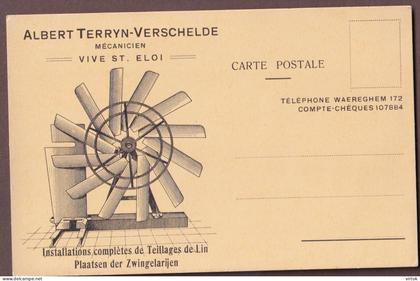 ALBERT TERRYN-VERSCHELDE
MÉCANICIEN
VIVE ST. ELOI
CARTE POSTALE
TÉLÉPHONE WAEREGHEM 172
COMPTE-CHÈQUES 107884
Installations complètes de Teillages de Lin
Plaatsen der Zwingelarijen